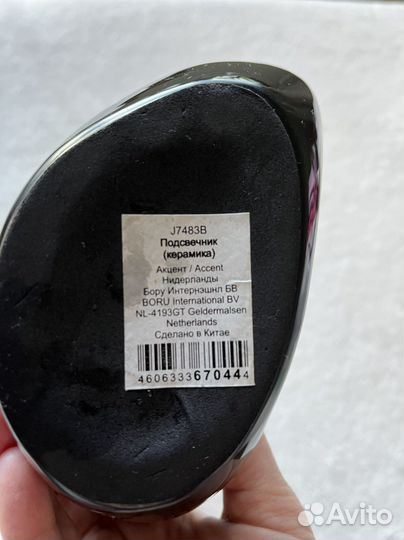 J7483B
Подсвечник
(керамика)
Акцент / Accent
Нидерланды
Бору Интернэшнл БВ
BORU International BV
NL-4193GT Geldermalsen
Netherlands
Сделано в Китае
4606333670444
Avito